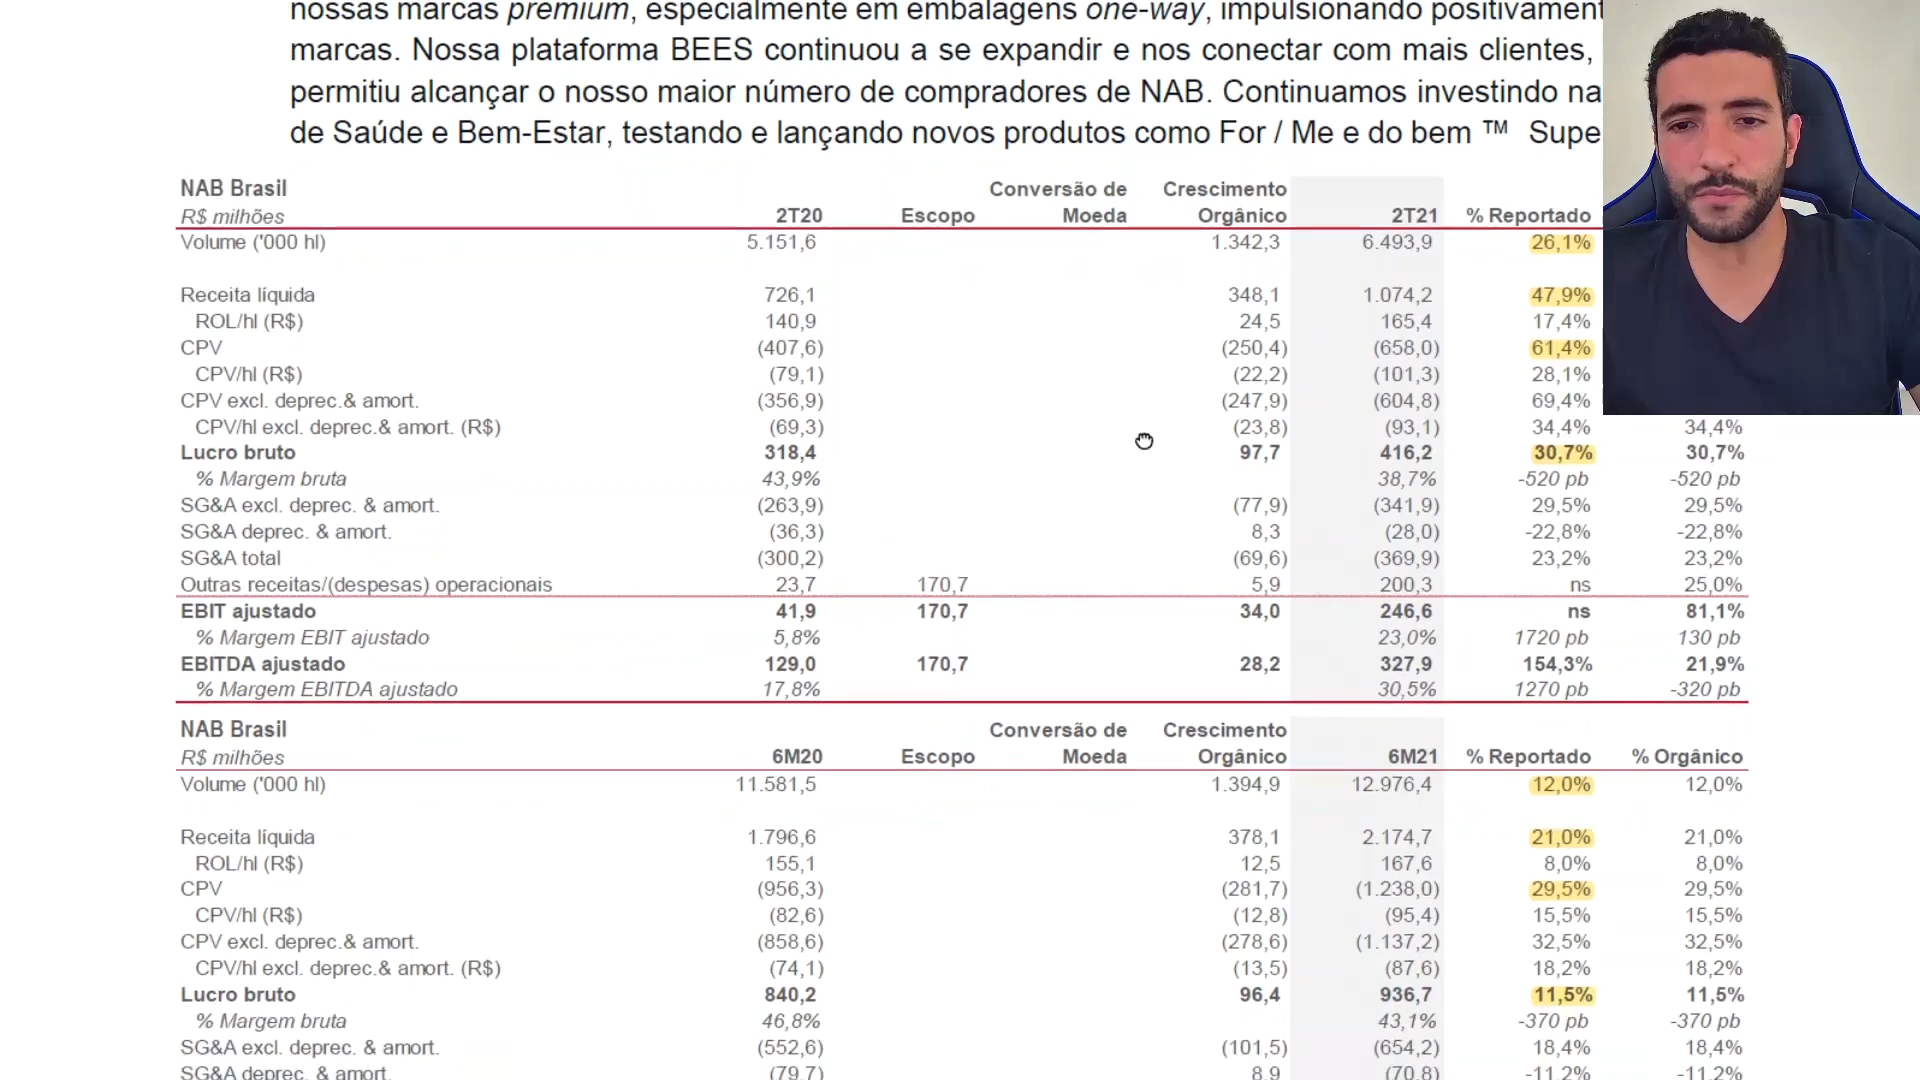 nossas marcas premium, especialmente em embalagens one-way, impulsionando positivament
marcas. Nossa plataforma BEES continuou a se expandir e nos conectar com mais clientes,
permitiu alcançar o nosso maior número de compradores de NAB. Continuamos investindo na
de Saúde e Bem-Estar, testando e lançando novos produtos como For / Me e do bem ™ Supe
NAB Brasil Conversão de Crescimento
R$ milhões 2T20 Escopo Moeda Orgânico 2T21 % Reportado
Volume ('000 hl) 5.151,6 1.342,3 6.493,9 26,1%
Receita líquida 726,1 348,1 1.074,2 47,9%
ROL/hl (R$) 140,9 24,5 165,4 17,4%
CPV (407,6) (250,4) (658,0) 61,4%
CPV/hl (R$) (79,1) (22,2) (101,3) 28,1%
CPV excl. deprec.& amort. (356,9) (247,9) (604,8) 69,4%
CPV/hl excl. deprec.& amort. (R$) (69,3) (23,8) (93,1) 34,4% 34,4%
Lucro bruto 318,4 97,7 416,2 30,7% 30,7%
% Margem bruta 43,9% 38,7% -520 pb -520 pb
SG&A excl. deprec. & amort. (263,9) (77,9) (341,9) 29,5% 29,5%
SG&A deprec. & amort. (36,3) 8,3 (28,0) -22,8% -22,8%
SG&A total (300,2) (69,6) (369,9) 23,2% 23,2%
Outras receitas/(despesas) operacionais 23,7 170,7 5,9 200,3 ns 25,0%
EBIT ajustado 41,9 170,7 34,0 246,6 ns 81,1%
% Margem EBIT ajustado 5,8% 23,0% 1720 pb 130 pb
EBITDA ajustado 129,0 170,7 28,2 327,9 154,3% 21,9%
% Margem EBITDA ajustado 17,8% 30,5% 1270 pb -320 pb
NAB Brasil Conversão de Crescimento
R$ milhões 6M20 Escopo Moeda Orgânico 6M21 % Reportado % Orgânico
Volume ('000 hl) 11.581,5 1.394,9 12.976,4 12,0% 12,0%
Receita líquida 1.796,6 378,1 2.174,7 21,0% 21,0%
ROL/hl (R$) 155,1 12,5 167,6 8,0% 8,0%
CPV (956,3) (281,7) (1.238,0) 29,5% 29,5%
CPV/hl (R$) (82,6) (12,8) (95,4) 15,5% 15,5%
CPV excl. deprec.& amort. (858,6) (278,6) (1.137,2) 32,5% 32,5%
CPV/hl excl. deprec.& amort. (R$) (74,1) (13,5) (87,6) 18,2% 18,2%
Lucro bruto 840,2 96,4 936,7 11,5% 11,5%
% Margem bruta 46,8% 43,1% -370 pb -370 pb
SG&A excl. deprec. & amort. (552,6) (101,5) (654,2) 18,4% 18,4%
SG&A deprec. & amort. (79,7) 8,9 (70,8) -11,2% -11,2%